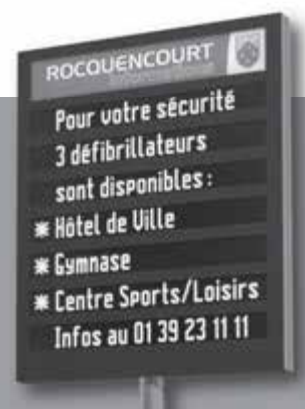 ROCQUENCOURT
Pour votre sécurité
3 défibrillateurs
sont disponibles :
* Hôtel de Ville
* Gymnase
* Centre Sports/Loisirs
Infos au 01 39 23 11 11